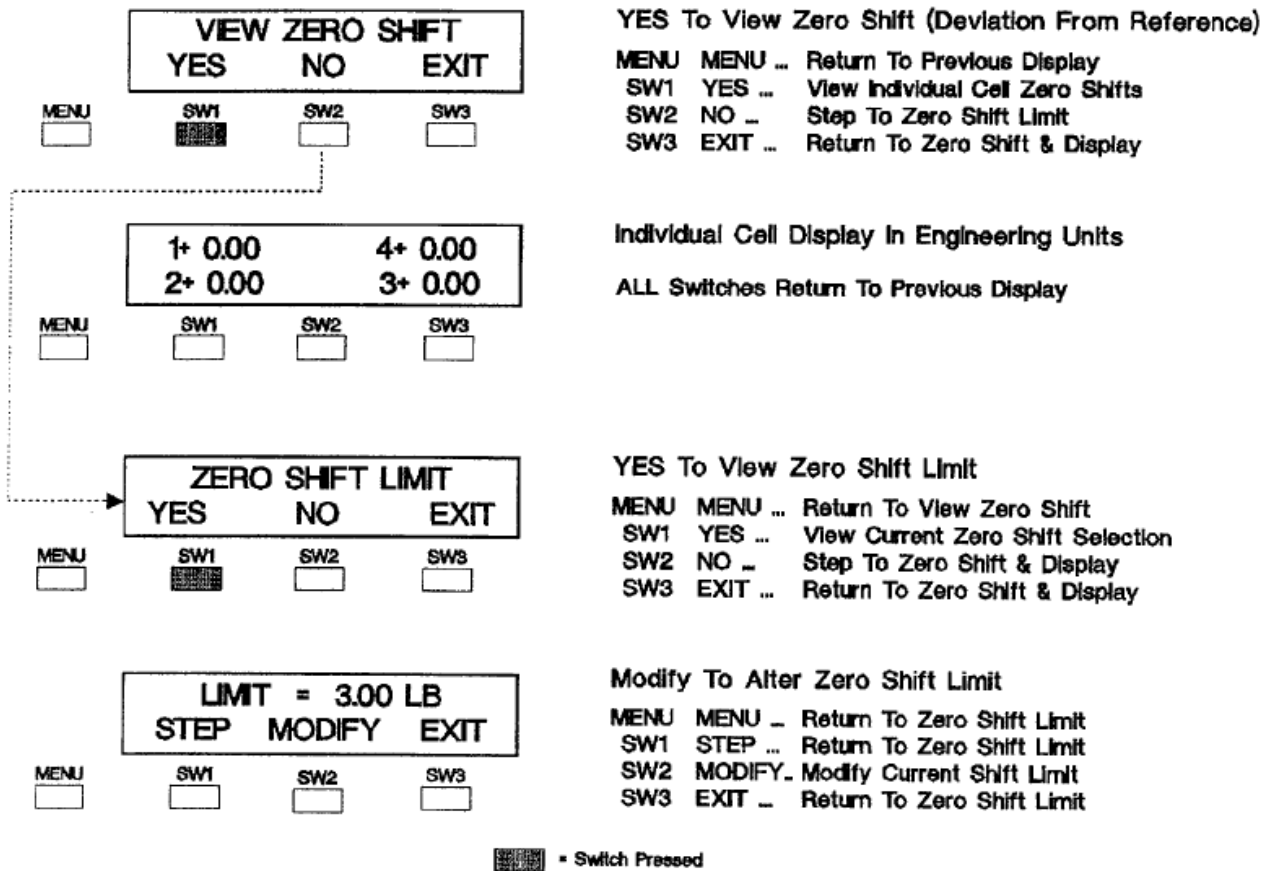 VIEW ZERO SHIFT
YES NO EXIT
MENU SW1 SW2 SW3
YES To View Zero Shift (Deviation From Reference)
MENU MENU ... Return To Previous Display
SW1 YES ... View Individual Cell Zero Shifts
SW2 NO ... Step To Zero Shift Limit
SW3 EXIT ... Return To Zero Shift & Display
1+ 0.00 4+ 0.00
2+ 0.00 3+ 0.00
MENU SW1 SW2 SW3
Individual Cell Display In Engineering Units
ALL Switches Return To Previous Display
ZERO SHIFT LIMIT
YES NO EXIT
MENU SW1 SW2 SW3
YES To View Zero Shift Limit
MENU MENU ... Return To View Zero Shift
SW1 YES ... View Current Zero Shift Selection
SW2 NO ... Step To Zero Shift & Display
SW3 EXIT ... Return To Zero Shift & Display
LIMIT = 3.00 LB
STEP MODIFY EXIT
MENU SW1 SW2 SW3
Modify To Alter Zero Shift Limit
MENU MENU ... Return To Zero Shift Limit
SW1 STEP ... Return To Zero Shift Limit
SW2 MODIFY... Modify Current Shift Limit
SW3 EXIT ... Return To Zero Shift Limit
= Switch Pressed